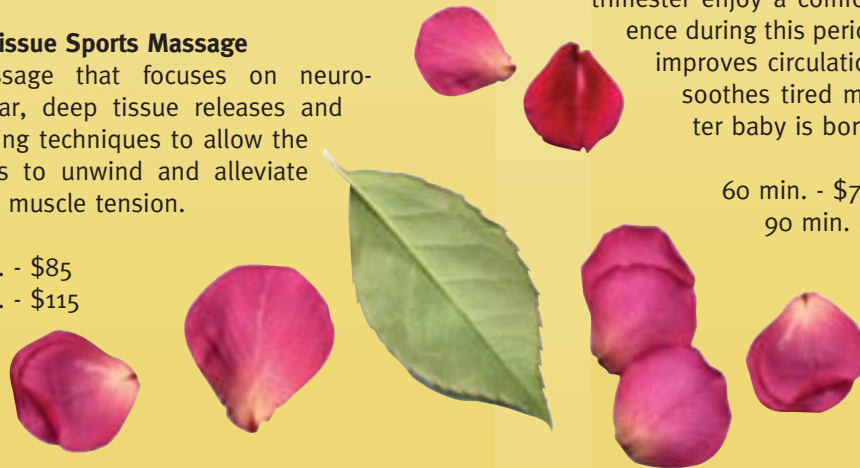 issue Sports Massage
ssage that focuses on neuro-
ar, deep tissue releases and
ing techniques to allow the
s to unwind and alleviate
muscle tension.
. - $85
. - $115
trimester enjoy a comfo
ence during this perio
improves circulatio
soothes tired m
ter baby is bor
60 min. - $7
90 min.